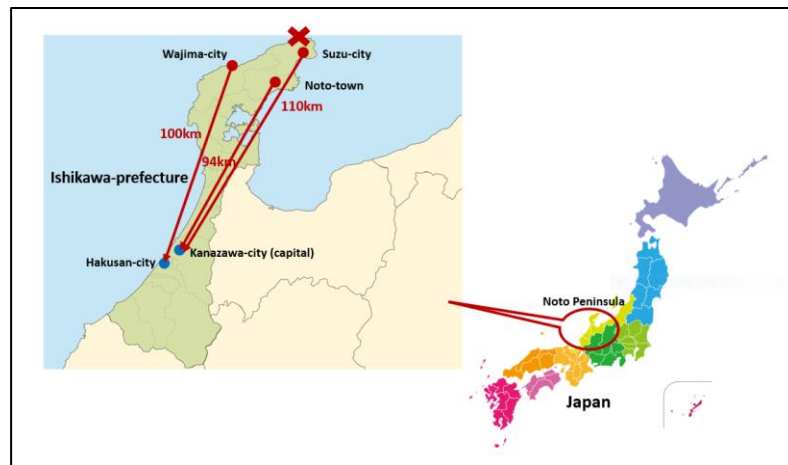 Wajima-city
Suzu-city
Noto-town
110km
100km
94km
Ishikawa-prefecture
Kanazawa-city (capital)
Hakusan-city
Noto Peninsula
Japan